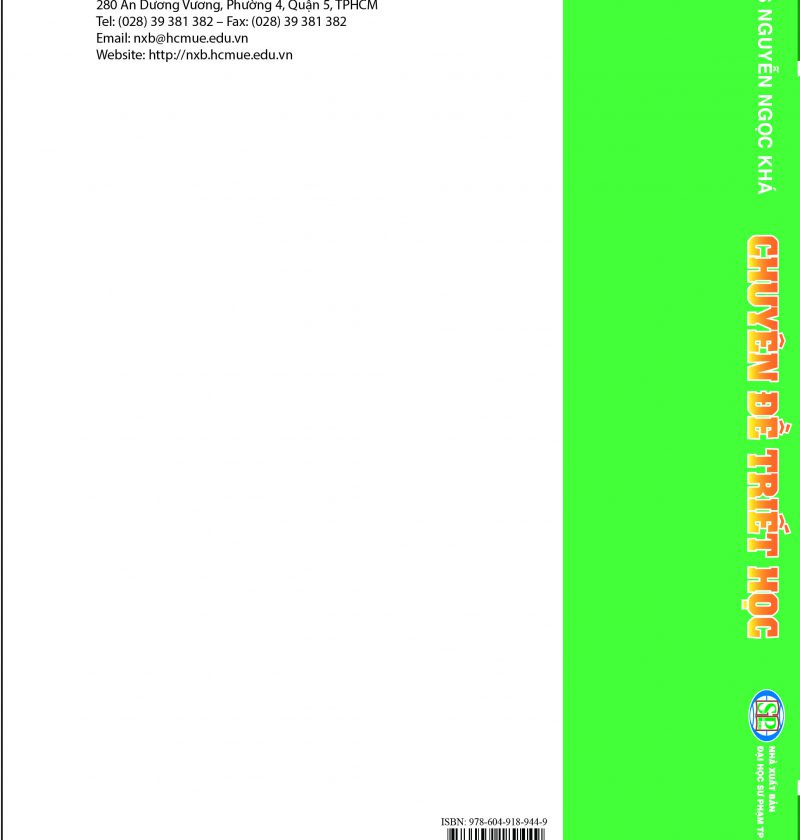 280 An Dương Vương, Phường 4, Quận 5, TPHCM
Tel: (028) 39 381 382 – Fax: (028) 39 381 382
Email: nxb@hcmue.edu.vn
Website: http://nxb.hcmue.edu.vn
NGUYỄN NGỌC KHÁ
CHUYÊN ĐỀ TRIẾT HỌC
SP
NHÀ XUẤT BẢN
ĐẠI HỌC SƯ PHẠM TP
ISBN: 978-604-918-944-9